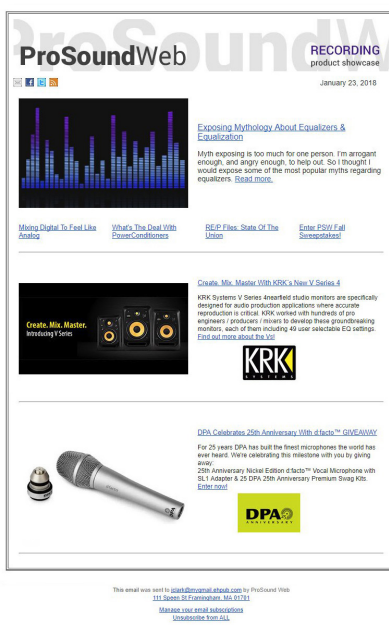 ProSoundWeb
ProSoundWeb
RECORDING
product showcase
January 23, 2018
Exposing Mythology About Equalizers &
Equalization
Myth exposing is too much for one person. I'm arrogant
enough, and angry enough, to help out. So I thought I
would expose some of the most popular myths regarding
equalizers. Read more.
Mixing Digital To Feel Like
Analog
What's The Deal With
PowerConditioners
RE/P Files: State Of The
Union
Enter PSW Fall
Sweepstakes!
Create. Mix. Master With KRK's New V Series 4
Create. Mix. Master.
Introducing V Series
KRK Systems V Series 4nearfield studio monitors are specifically
designed for audio production applications where accurate
reproduction is critical. KRK worked with hundreds of pro
engineers / producers / mixers to develop these groundbreaking
monitors, each of them including 49 user selectable EQ settings.
Find out more about the Vs!
KRK
SYSTEMS
DPA Celebrates 25th Anniversary With d:facto™ GIVEAWAY
For 25 years DPA has built the finest microphones the world has
ever heard. We're celebrating this milestone with you by giving
away:
25th Anniversary Nickel Edition d:facto™ Vocal Microphone with
SL1 Adapter & 25 DPA 25th Anniversary Premium Swag Kits.
Enter now!
DPA
ANNIVERSARY
This email was sent to jclark@mygmail.ehpub.com by ProSound Web
111 Speen St Framingham, MA 01701
Manage your email subscriptions
Unsubscribe from ALL